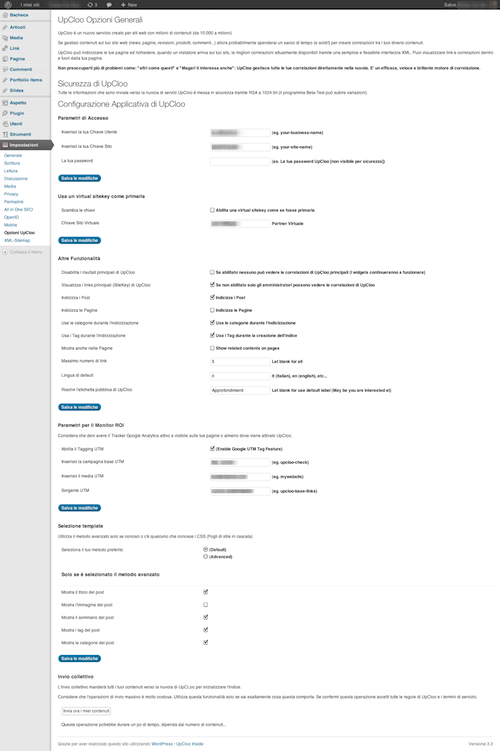 I miei siti
3
+ Nuovo
Salve,
Bacheca
Articoli
Media
Link
Pagine
Commenti
Portfolio Items
Slides
Aspetto
Plugin
Utenti
Strumenti
Impostazioni
Generale
Scrittura
Lettura
Discussione
Media
Privacy
Permalink
All in One SEO
OpenID
Mobile
Opzioni UpCloo
XML-Sitemap
Collassa il menu
UpCloo Opzioni Generali
UpCloo è un nuovo servizio creato per siti web con milioni di contenuti (da 10.000 a milioni)
Se gestisci contenuti sul tuo sito web (news, pagine, revisioni, prodotti, commenti...) allora probabilmente spenderai un sacco di tempo (e soldi!) per creare correlazioni tra i tuoi diversi contenuti.
UpCloo può indicizzare le tue pagine ed richiedere, quando un visitatore arriva sul tuo sito, le migliori correlazioni attualmente disponibili tramite una semplice e flessibile interfaccia XML. Puoi visualizzare link e correlazioni dentro
e fuori dalla tua pagina.
Non preoccuparti più di problemi come: "altri come questi" e "Magari ti interessa anche": UpCloo gestisce tutte le tue correlazioni direttamente nella nuvola. E' un efficace, veloce e brillante motore di correlazione.
Sicurezza di UpCloo
Tutte le informazioni che sono inviate verso la nuvola di servizi UpCloo è messa in sicurezza tramite RSA a 1024 bit (il programma Beta-Test può subire variazioni).
Configurazione Applicativa di UpCloo
Parametri di Accesso
Inserisci la tua Chiave Utente
(eg. your-business-name)
Inserisci la tua Chiave Sito
(eg. your-site-name)
La tua password
(es. La tua password UpCloo [non visibile per sicurezza])
Salva le modifiche
Usa un virtual sitekey come primaria
Scambia le chiavi
Abilita una virtual sitekey come se fosse primaria
Chiave Sito Virtuale
Partner Virtuale
Salva le modifiche
Altre Funzionalità
Disabilita i risultati principali di UpCloo
Se abilitato nessuno può vedere le correlazioni di UpCloo principali (I widgets continueranno a funzionare)
Visualizza i links principali (SiteKey) di UpCloo
Se non abilitato solo gli amministratori possono vedere le correlazioni di UpCloo
Indicizza i Post
Indicizza i Post
Indicizza le Pagine
Indicizza le Pagine
Usa le categorie durante l'indicizzazione
Usa le categorie durante l'indicizzazione
Usa i Tag durante l'indicizzazione
Usa i Tag durante la creazione dell'indice
Mostra anche nelle Pagine
Show related contents on pages
Massimo numero di link
5
Let blank for all
Lingua di default
it
it (italian), en (english), etc...
Riscrivi l'etichetta pubblica di UpCloo
Approfondimenti
Let blank for use default label (May be you are interested at)
Salva le modifiche
Parametri per il Monitor ROI
Considera che devi avere il Tracker Google Analytics attivo e visibile sulla tua pagina o almeno dove viene attivato UpCloo.
Abilita il Tagging UTM
(Enable Google UTM Tag Feature)
Inserisci la campagna base UTM
(eg. upcloo-check)
Inserisci il media UTM
(eg. mywebsite)
Sorgente UTM
(eg. upcloo-base-links)
Salva le modifiche
Selezione template
Utilizza il metodo avanzato solo se conosci o c'è qualcuno che conosce i CSS (Fogli di stile in cascata)
Seleziona il tuo metodo preferito
(Default)
(Advanced)
Solo se è selezionato il metodo avanzato
Mostra il titolo del post
Mostra l'immagine del post
Mostra il sommario del post
Mostra i tag del post
Mostra le categorie del post
Salva le modifiche
Invio collettivo
L'invio collettivo manderà tutti i tuoi contenuti verso la nuvola di UpCloo per inizializzare l'indice.
Considera che l'operazioni di invio massivo è molto costosa. Utilizza questa funzionalità solo se sai esattamente cosa questa comporta. Se confermi questa operazione accetti tutte le regole di UpCloo e i termini di servizio.
Invia ora i miei contenuti
Questa operazione potrebbe durare un po di tempo, dipende dal numero di contenuti...
Grazie per aver realizzato questo sito utilizzando WordPress | UpCloo Inside
Versione 3.3